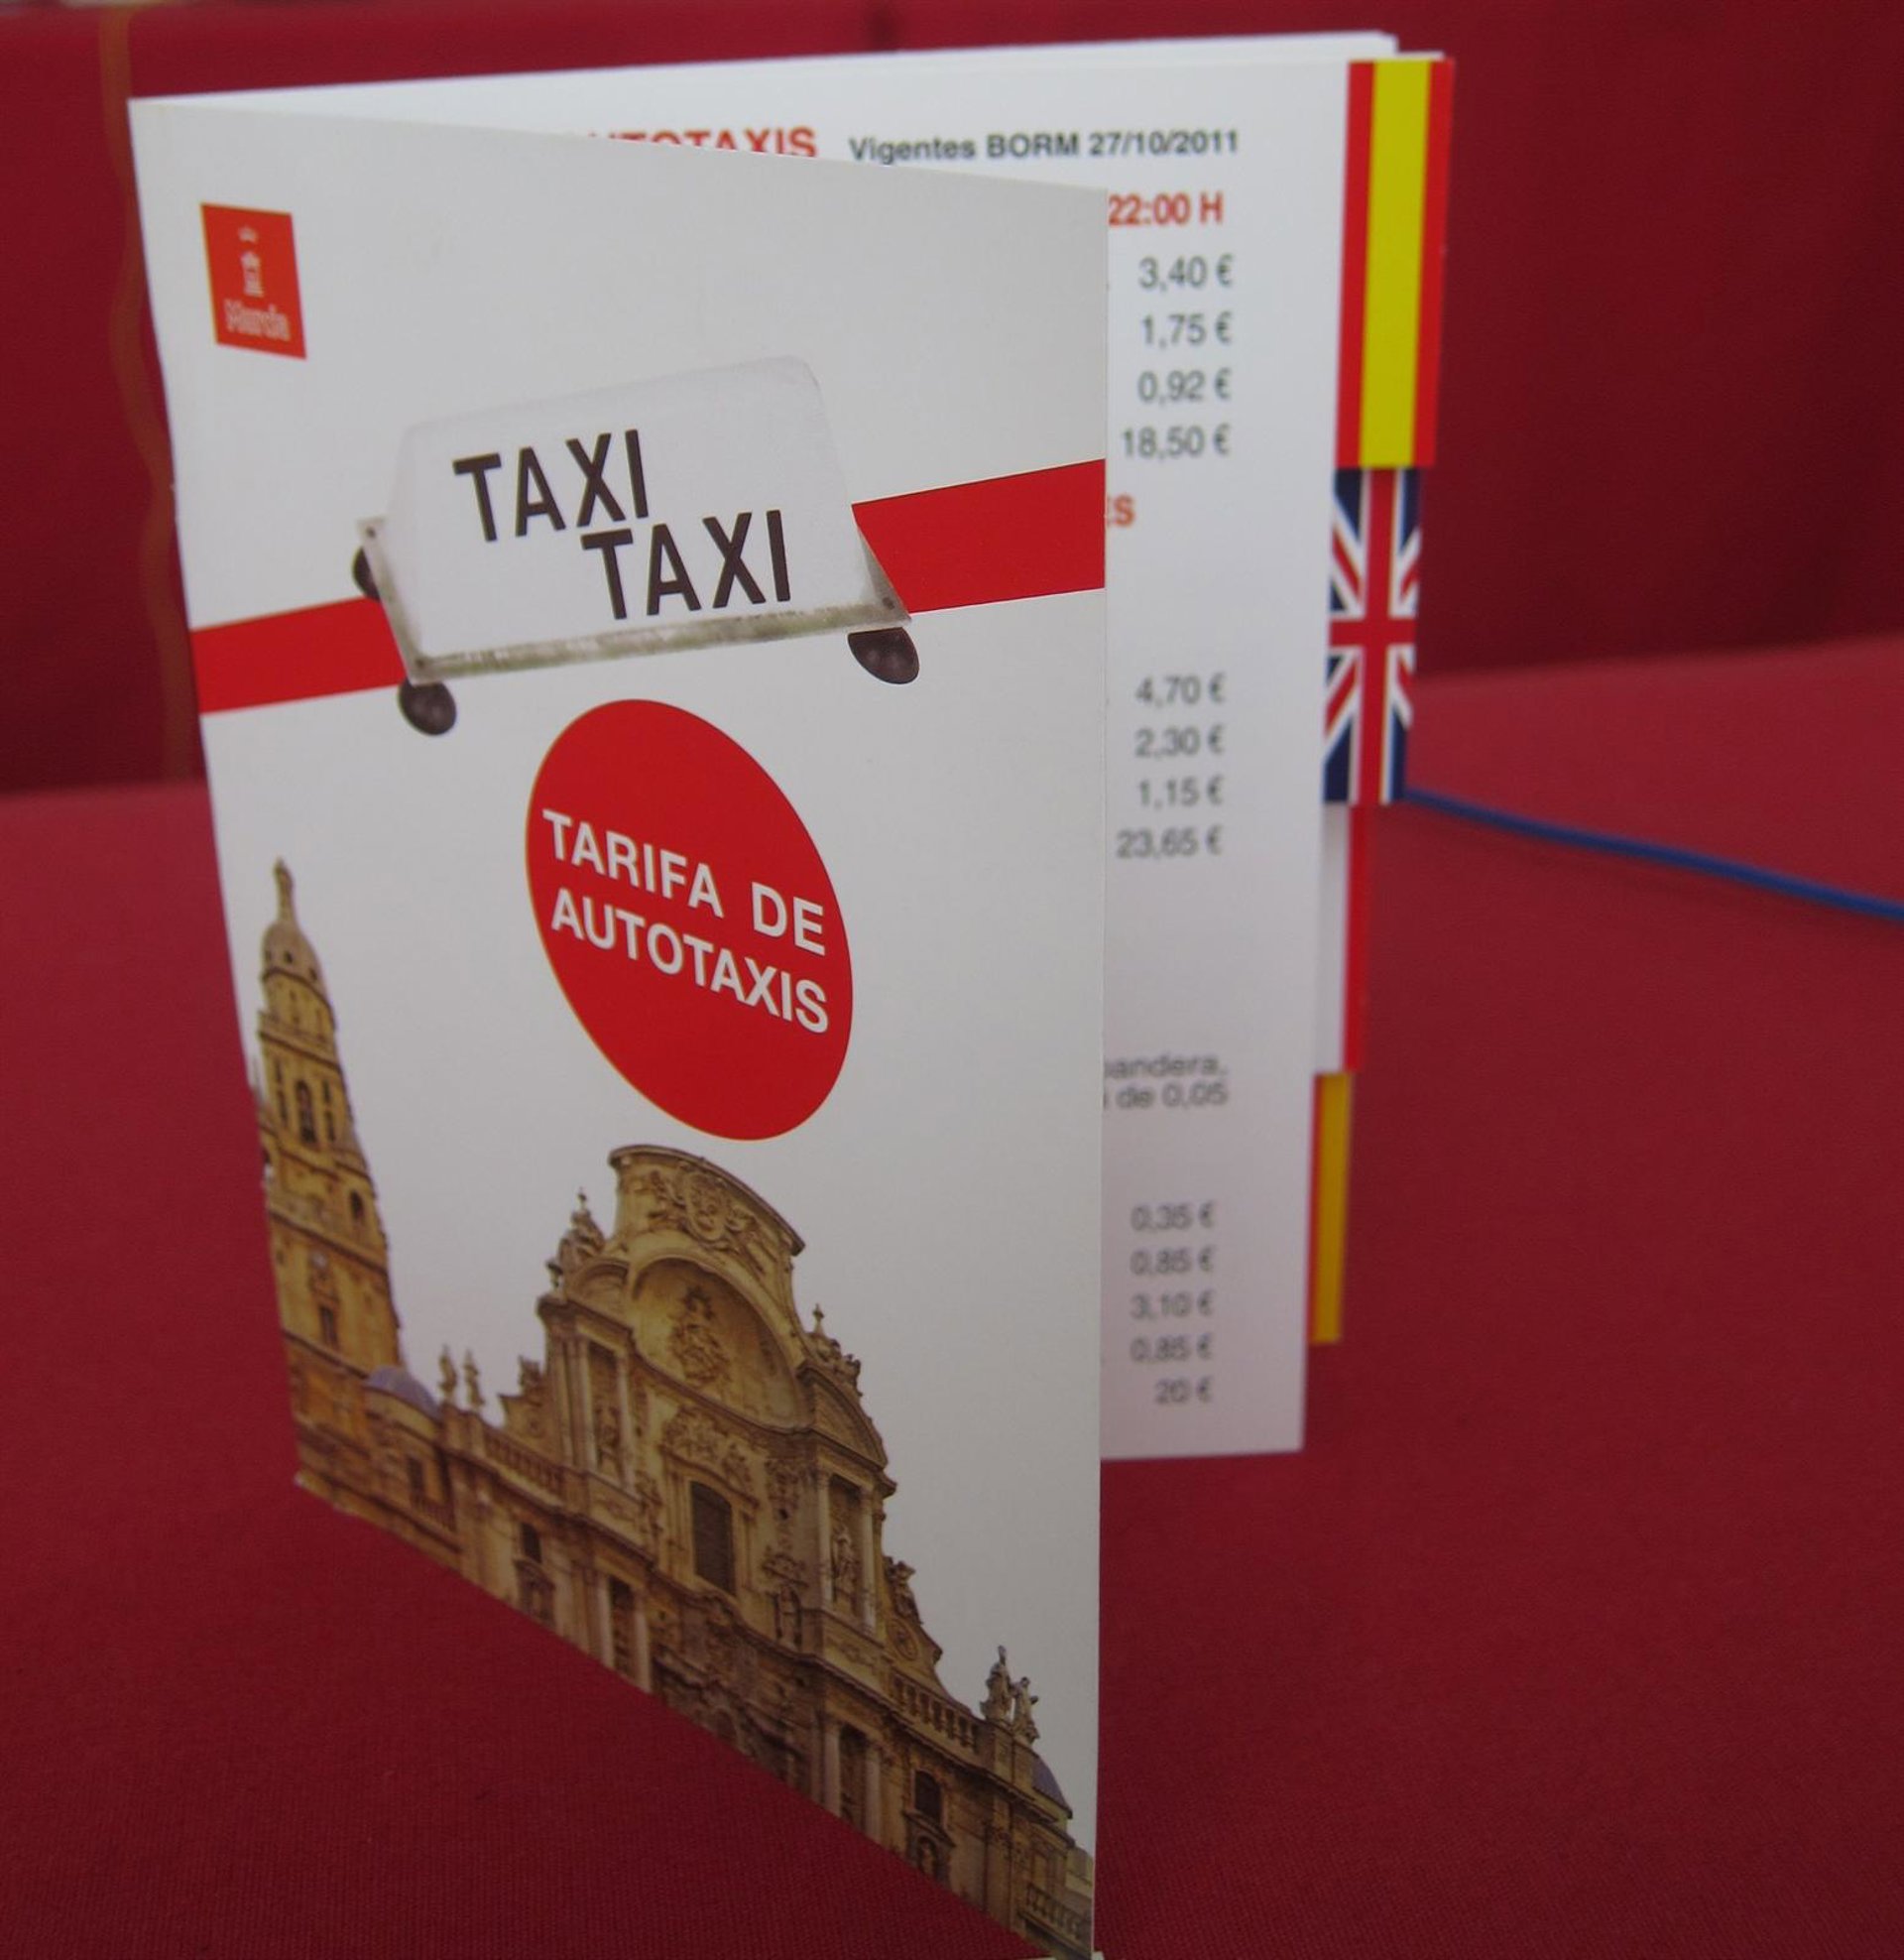 TAXI
TAXI
TARIFA DE
AUTOTAXIS
AUTOTAXIS Vigentes BORM 27/10/2011
22:00 H
3,40 €
1,75 €
0,92 €
18,50 €
ES
4,70 €
2,30 €
1,15 €
23,65 €
bandera,
de 0,05
0,35 €
0,85 €
3,10 €
0,85 €
20 €